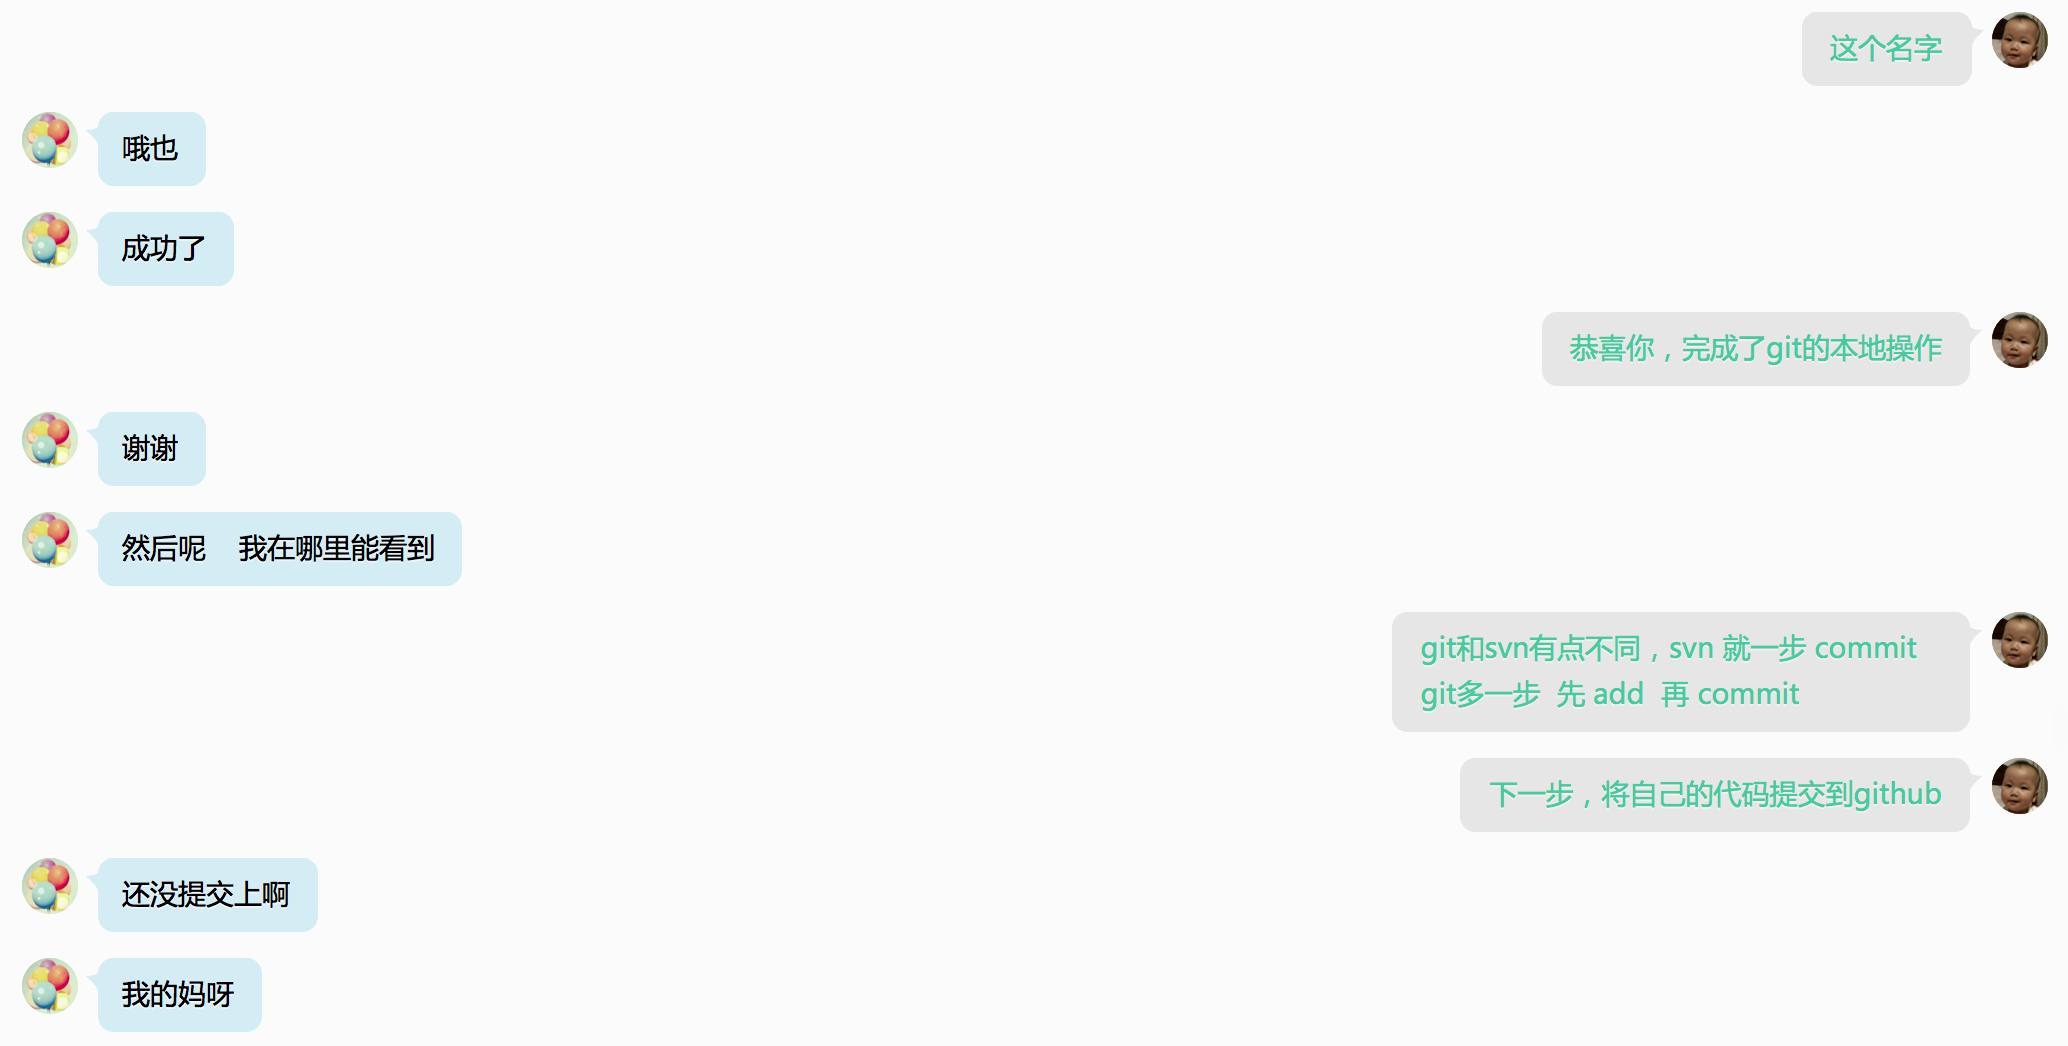 这个名字
哦也
成功了
恭喜你，完成了git的本地操作
谢谢
然后呢　我在哪里能看到
git和svn有点不同，svn 就一步 commit
git多一步  先 add  再 commit
下一步，将自己的代码提交到github
还没提交上啊
我的妈呀